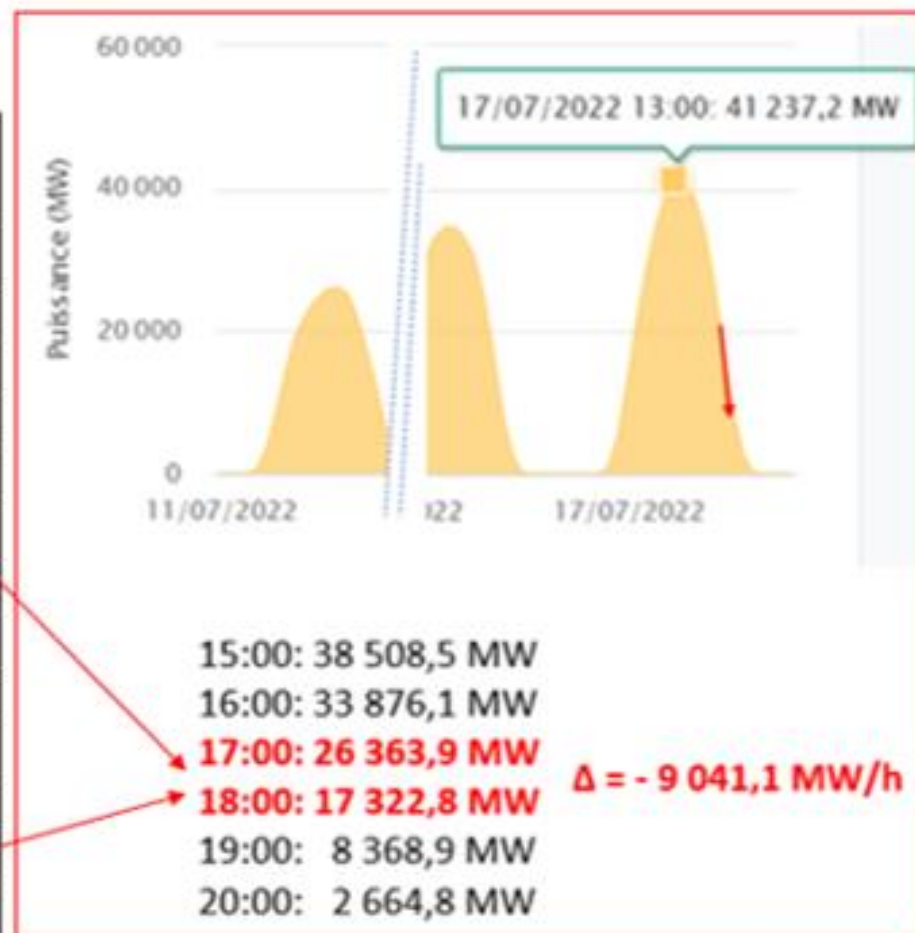 60 000
17/07/2022 13:00: 41 237,2 MW
40 000
Puissance (MW)
20 000
0
11/07/2022
022
17/07/2022
15:00: 38 508,5 MW
16:00: 33 876,1 MW
17:00: 26 363,9 MW
Δ = - 9 041,1 MW/h
18:00: 17 322,8 MW
19:00: 8 368,9 MW
20:00: 2 664,8 MW